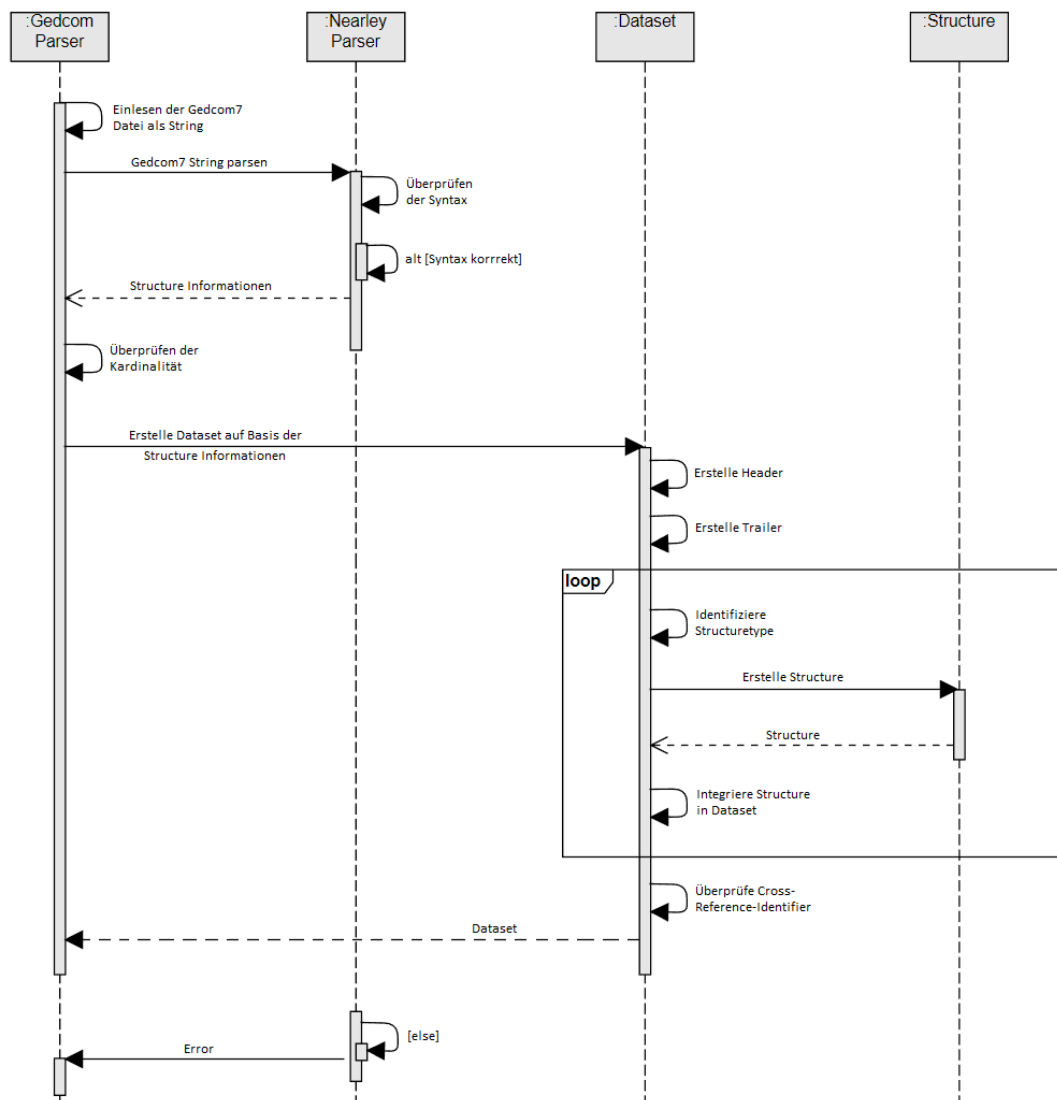 :Gedcom
Parser
:Nearley
Parser
:Dataset
:Structure
Einlesen der Gedcom7
Datei als String
Gedcom7 String parsen
Überprüfen
der Syntax
alt [Syntax korrrekt]
Structure Informationen
Überprüfen der
Kardinalität
Erstelle Dataset auf Basis der
Structure Informationen
Erstelle Header
Erstelle Trailer
loop
Identifiziere
Structuretype
Erstelle Structure
Structure
Integriere Structure
in Dataset
Überprüfe Cross-
Reference-Identifier
Dataset
[else]
Error